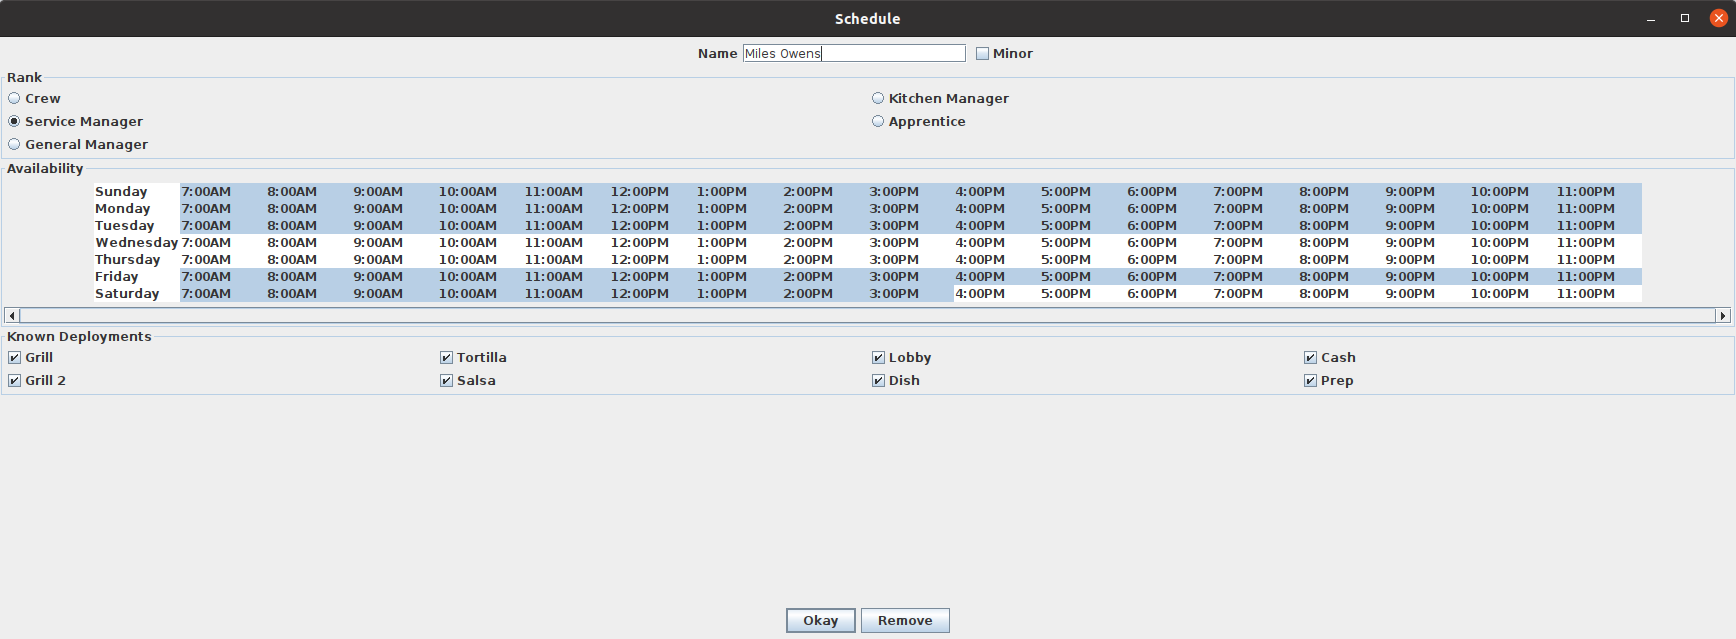 Schedule
Name Miles Owens Minor
Rank
Crew Kitchen Manager
Service Manager Apprentice
General Manager
Availability
Sunday 7:00AM 8:00AM 9:00AM 10:00AM 11:00AM 12:00PM 1:00PM 2:00PM 3:00PM 4:00PM 5:00PM 6:00PM 7:00PM 8:00PM 9:00PM 10:00PM 11:00PM
Monday 7:00AM 8:00AM 9:00AM 10:00AM 11:00AM 12:00PM 1:00PM 2:00PM 3:00PM 4:00PM 5:00PM 6:00PM 7:00PM 8:00PM 9:00PM 10:00PM 11:00PM
Tuesday 7:00AM 8:00AM 9:00AM 10:00AM 11:00AM 12:00PM 1:00PM 2:00PM 3:00PM 4:00PM 5:00PM 6:00PM 7:00PM 8:00PM 9:00PM 10:00PM 11:00PM
Wednesday 7:00AM 8:00AM 9:00AM 10:00AM 11:00AM 12:00PM 1:00PM 2:00PM 3:00PM 4:00PM 5:00PM 6:00PM 7:00PM 8:00PM 9:00PM 10:00PM 11:00PM
Thursday 7:00AM 8:00AM 9:00AM 10:00AM 11:00AM 12:00PM 1:00PM 2:00PM 3:00PM 4:00PM 5:00PM 6:00PM 7:00PM 8:00PM 9:00PM 10:00PM 11:00PM
Friday 7:00AM 8:00AM 9:00AM 10:00AM 11:00AM 12:00PM 1:00PM 2:00PM 3:00PM 4:00PM 5:00PM 6:00PM 7:00PM 8:00PM 9:00PM 10:00PM 11:00PM
Saturday 7:00AM 8:00AM 9:00AM 10:00AM 11:00AM 12:00PM 1:00PM 2:00PM 3:00PM 4:00PM 5:00PM 6:00PM 7:00PM 8:00PM 9:00PM 10:00PM 11:00PM
Known Deployments
Grill Tortilla Lobby Cash
Grill 2 Salsa Dish Prep
Okay Remove